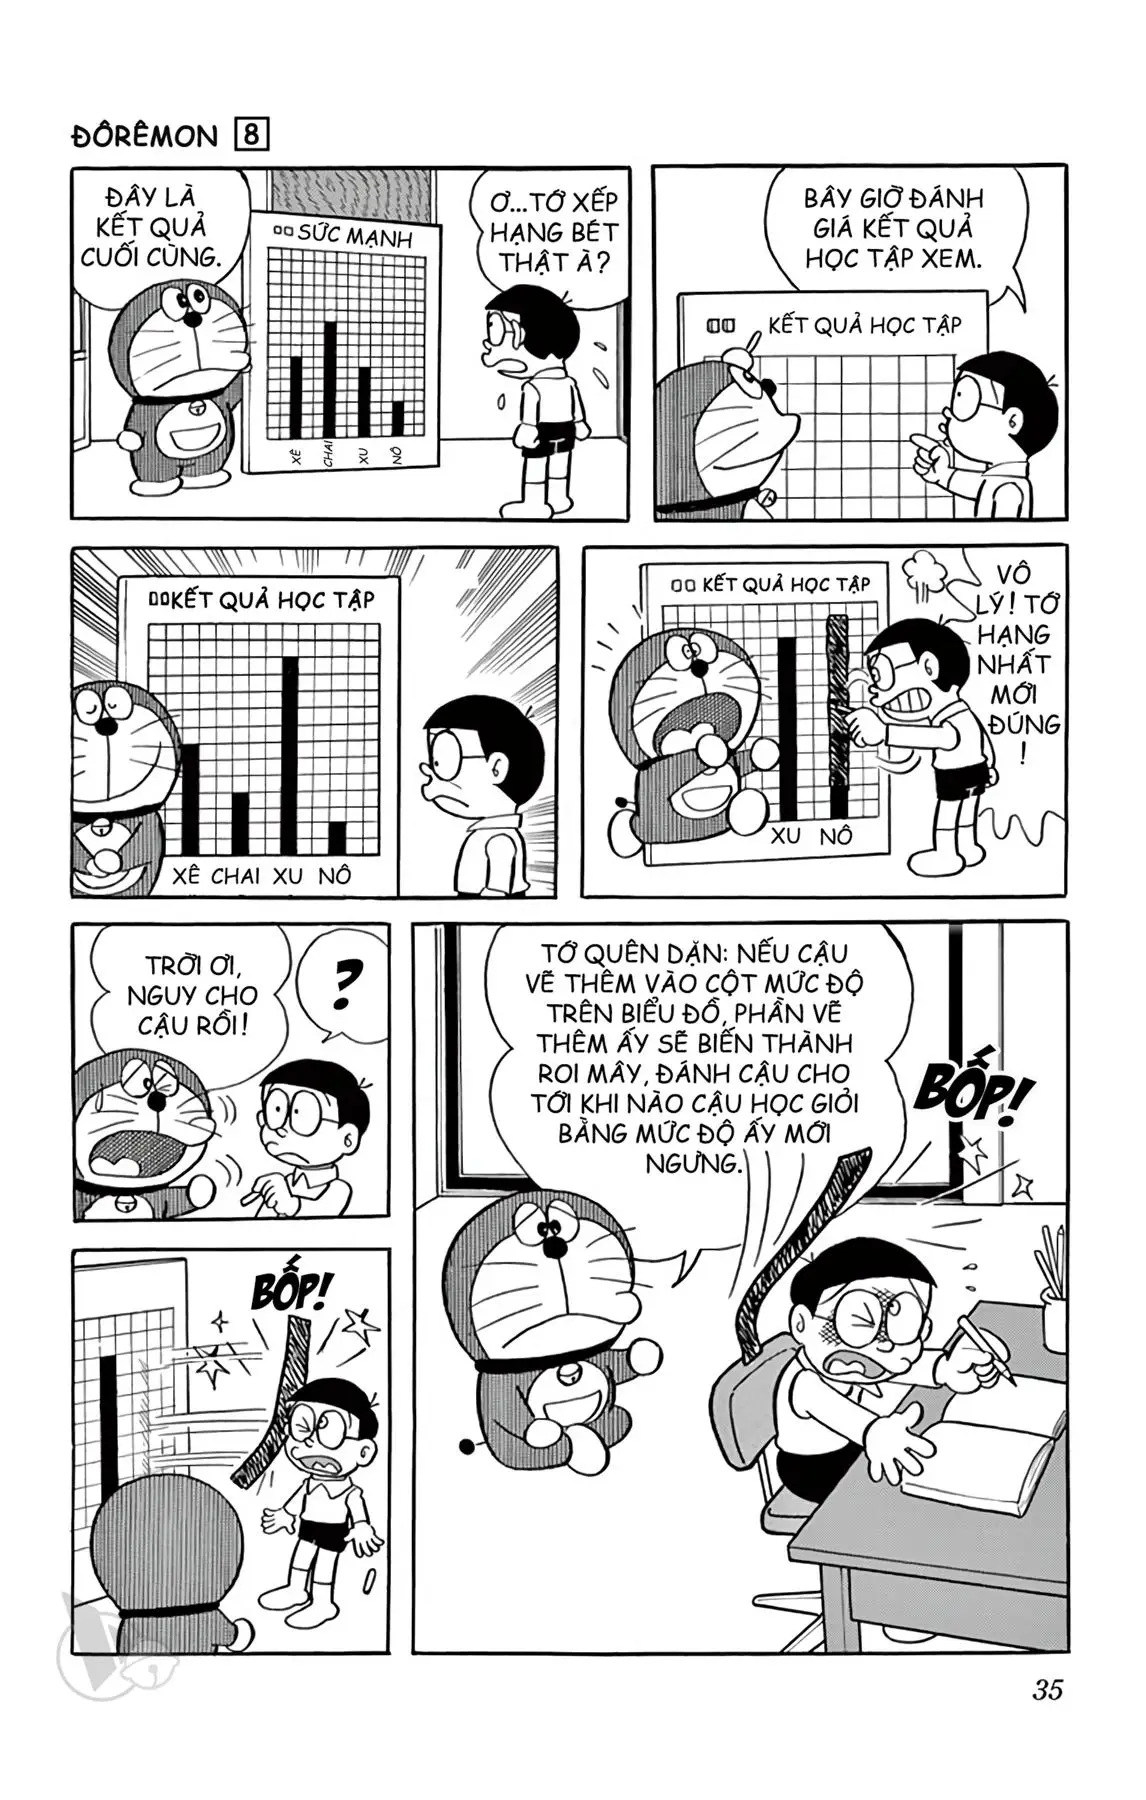 ĐÔRÊMON 8
ĐÂY LÀ
KẾT QUẢ
CUỐI CÙNG.
SỨC MẠNH
XÊ
CHAI
XU
NÔ
Ơ...TỚ XẾP
HẠNG BÉT
THẬT À?
BÂY GIỜ ĐÁNH
GIÁ KẾT QUẢ
HỌC TẬP XEM.
KẾT QUẢ HỌC TẬP
KẾT QUẢ HỌC TẬP
XÊ CHAI XU NÔ
KẾT QUẢ HỌC TẬP
XU NÔ
VÔ
LÝ! TỚ
HẠNG
NHẤT
MỚI
ĐÚNG
!
TRỜI ƠI,
NGUY CHO
CẬU RỒI!
?
BỐP!
TỚ QUÊN DẶN: NẾU CẬU
VẼ THÊM VÀO CỘT MỨC ĐỘ
TRÊN BIỂU ĐỒ, PHẦN VẼ
THÊM ẤY SẼ BIẾN THÀNH
ROI MÂY, ĐÁNH CẬU CHO
TỚI KHI NÀO CẬU HỌC GIỎI
BẰNG MỨC ĐỘ ẤY MỚI
NGƯNG.
BỐP!
35